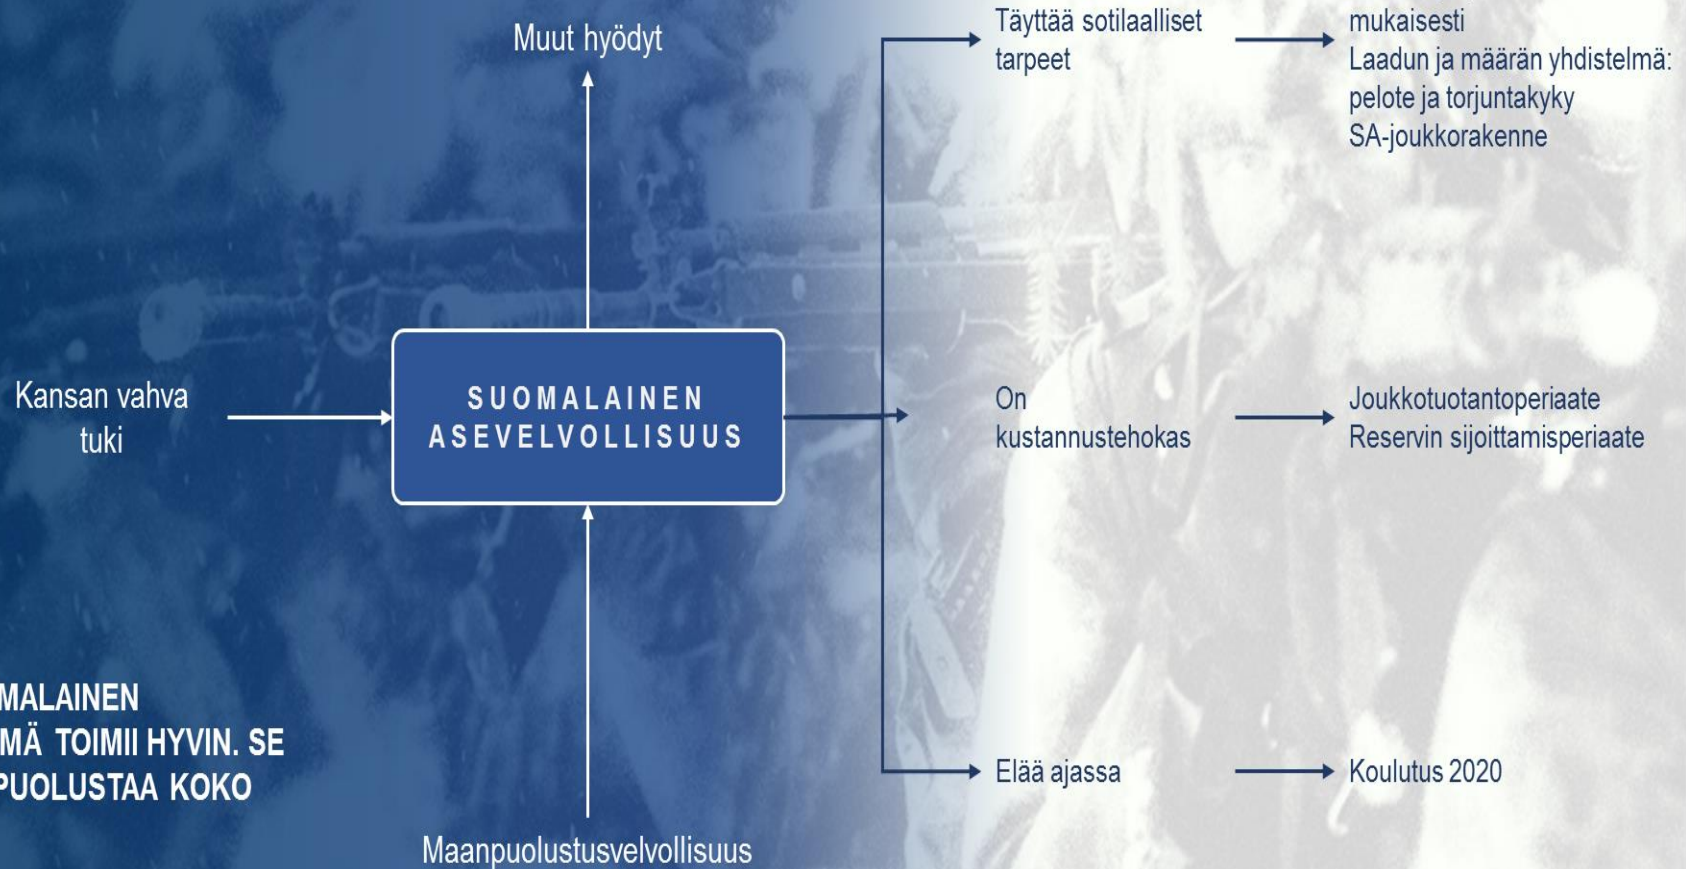 Muut hyödyt
Kansan vahva
tuki
SUOMALAINEN
ASEVELVOLLISUUS
Maanpuolustusvelvollisuus
MALAINEN
MÄ TOIMII HYVIN. SE
PUOLUSTAA KOKO
Täyttää sotilaalliset
tarpeet
mukaisesti
Laadun ja määrän yhdistelmä:
pelote ja torjuntakyky
SA-joukkorakenne
On
kustannustehokas
Joukkotuotantoperiaate
Reservin sijoittamisperiaate
Elää ajassa
Koulutus 2020